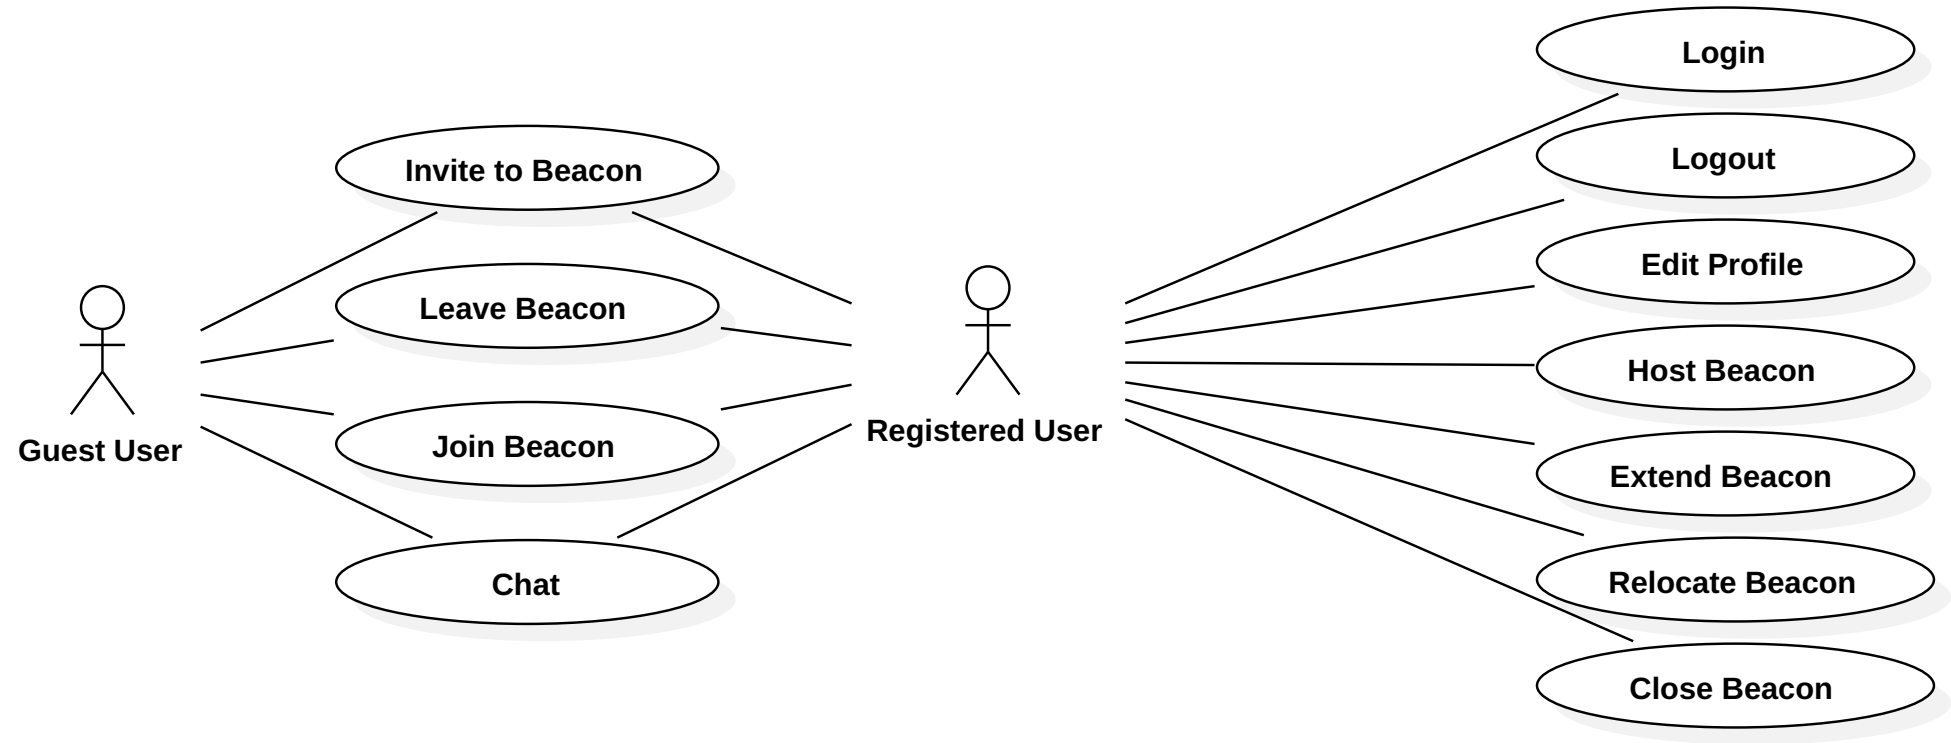 Guest User
Invite to Beacon
Leave Beacon
Join Beacon
Chat
Registered User
Login
Logout
Edit Profile
Host Beacon
Extend Beacon
Relocate Beacon
Close Beacon